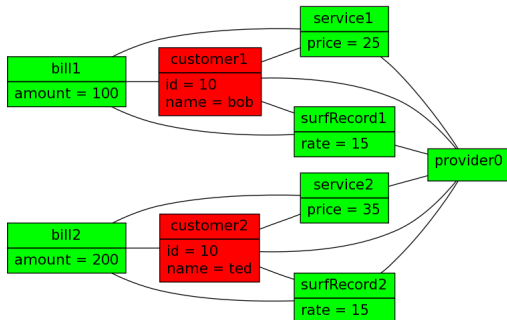 service1
price = 25
customer1
id = 10
name = bob
bill1
amount = 100
surfRecord1
rate = 15
provider0
service2
price = 35
customer2
id = 10
name = ted
bill2
amount = 200
surfRecord2
rate = 15